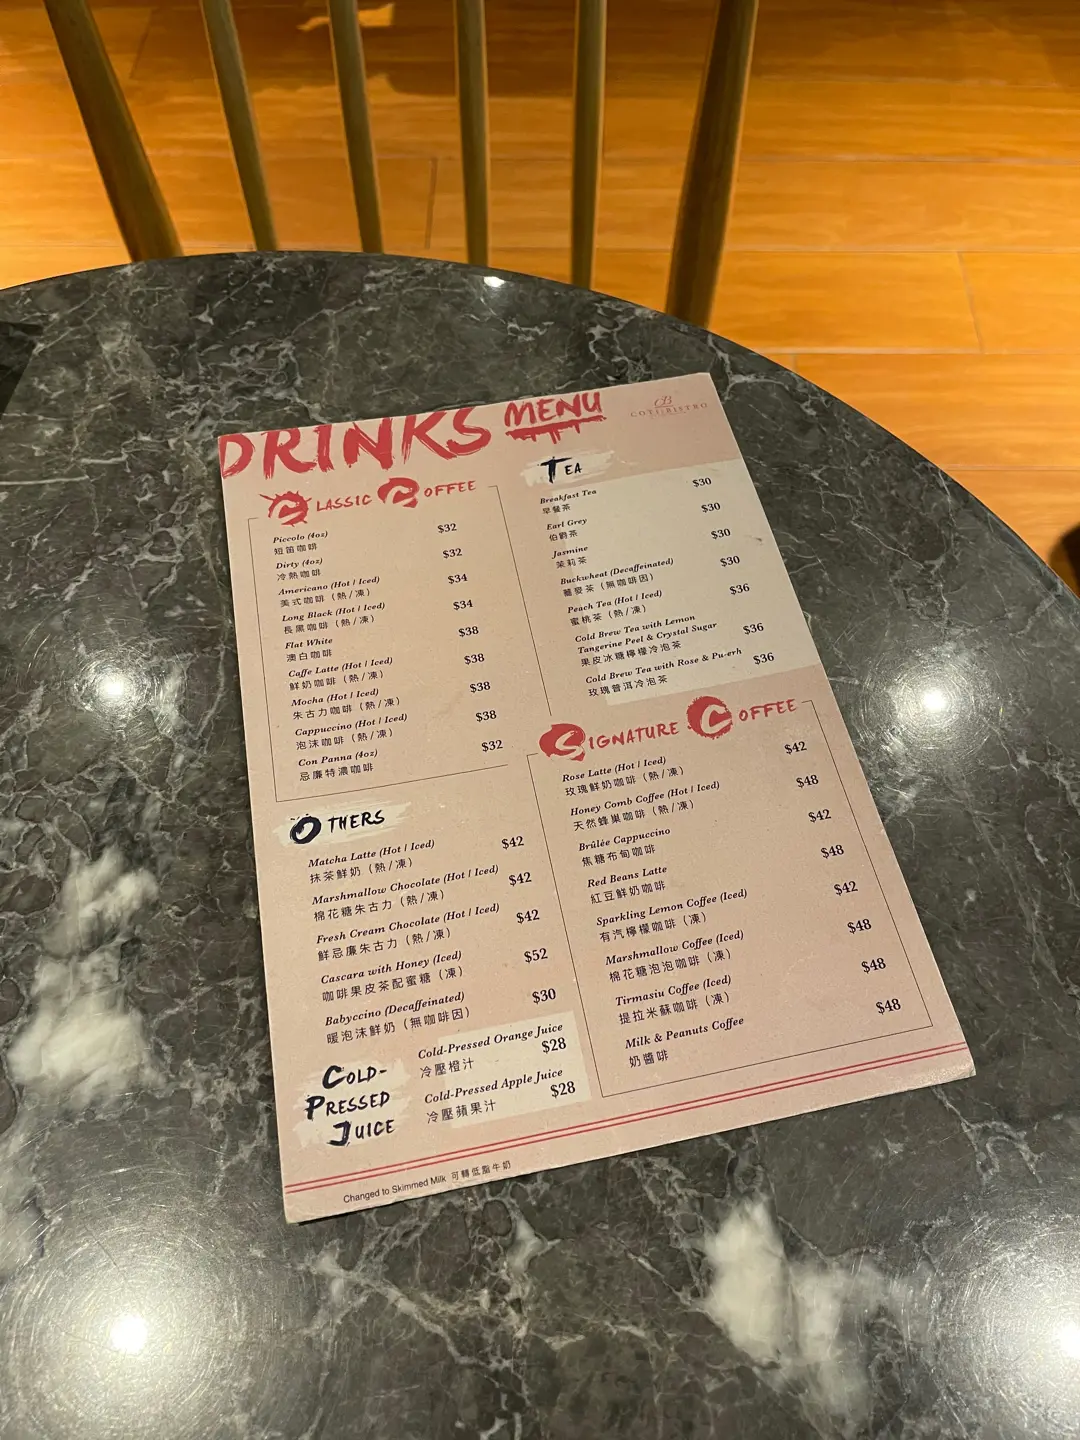 DRINKS MENU
CB
COTTIBISTRO
CLASSIC COFFEE
Piccolo (4oz) $32
短笛咖啡
Dirty (4oz) $32
冷熱咖啡
Americano (Hot / Iced) $34
美式咖啡（熱/凍）
Long Black (Hot / Iced) $34
長黑咖啡（熱/凍）
Flat White $38
澳白咖啡
Caffe Latte (Hot / Iced) $38
鮮奶咖啡（熱/凍）
Mocha (Hot / Iced) $38
朱古力咖啡（熱/凍）
Cappuccino (Hot / Iced) $38
泡沫咖啡（熱/凍）
Con Panna (4oz) $32
忌廉特濃咖啡
OTHERS
Matcha Latte (Hot / Iced) $42
抹茶鮮奶（熱/凍）
Marshmallow Chocolate (Hot / Iced) $42
棉花糖朱古力（熱/凍）
Fresh Cream Chocolate (Hot / Iced) $42
鮮忌廉朱古力（熱/凍）
Cascara with Honey (Iced) $52
咖啡果皮茶配蜜糖（凍）
Babyccino (Decaffeinated) $30
暖泡沫鮮奶（無咖啡因）
COLD-
PRESSED
JUICE
Cold-Pressed Orange Juice
冷壓橙汁 $28
Cold-Pressed Apple Juice
冷壓蘋果汁 $28
TEA
Breakfast Tea $30
早餐茶
Earl Grey $30
伯爵茶
Jasmine $30
茉莉茶
Buckwheat (Decaffeinated) $30
蕎麥茶（無咖啡因）
Peach Tea (Hot / Iced) $36
蜜桃茶（熱/凍）
Cold Brew Tea with Lemon
Tangerine Peel & Crystal Sugar $36
果皮冰糖檸檬冷泡茶
Cold Brew Tea with Rose & Pu-erh $36
玫瑰普洱冷泡茶
SIGNATURE COFFEE
Rose Latte (Hot / Iced) $42
玫瑰鮮奶咖啡（熱/凍）
Honey Comb Coffee (Hot / Iced) $48
天然蜂巢咖啡（熱/凍）
Brûlée Cappuccino $42
焦糖布甸咖啡
Red Beans Latte $48
紅豆鮮奶咖啡
Sparkling Lemon Coffee (Iced) $42
有汽檸檬咖啡（凍）
Marshmallow Coffee (Iced) $48
棉花糖泡泡咖啡（凍）
Tirmasiu Coffee (Iced) $48
提拉米蘇咖啡（凍）
Milk & Peanuts Coffee $48
奶醬啡
Changed to Skimmed Milk 可轉低脂牛奶